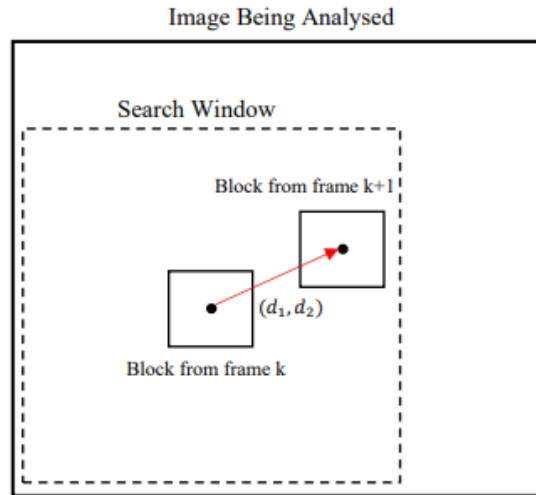 Image Being Analysed
Search Window
Block from frame k+1
(d₁, d₂)
Block from frame k